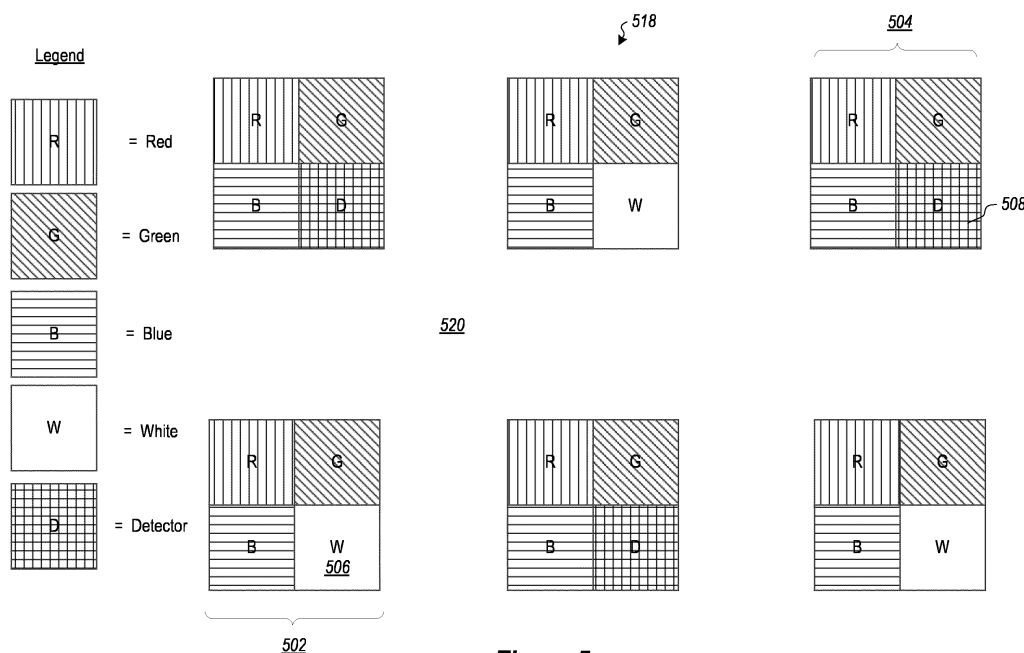 518
504
Legend
R = Red
G = Green
B = Blue
W = White
D = Detector
R G R G R G
B D B W B D
508
520
R G R G R G
B W B D B W
506
502